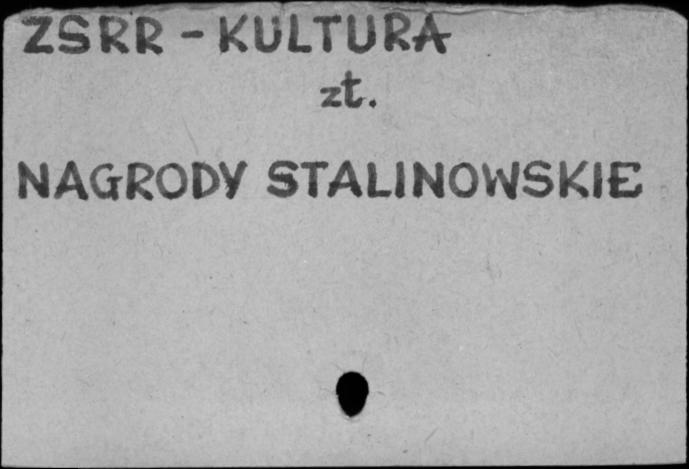 ZSRR - KULTURA
zt.
NAGRODY STALINOWSKIE